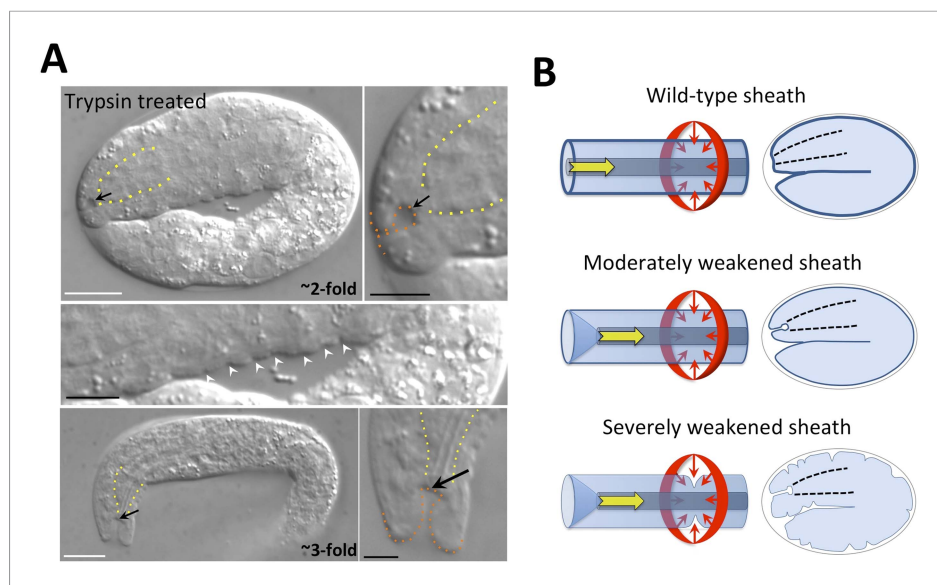 A
Trypsin treated
~2-fold
~3-fold
B
Wild-type sheath
Moderately weakened sheath
Severely weakened sheath